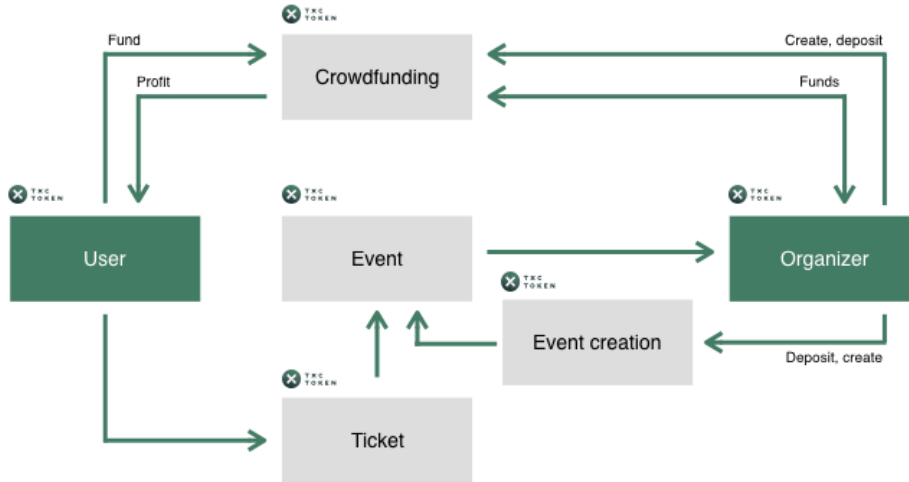 TXC
TOKEN
Fund
Create, deposit
Crowdfunding
Profit
Funds
TXC
TOKEN
TXC
TOKEN
TXC
TOKEN
User
Event
Organizer
TXC
TOKEN
Event creation
Deposit, create
TXC
TOKEN
Ticket